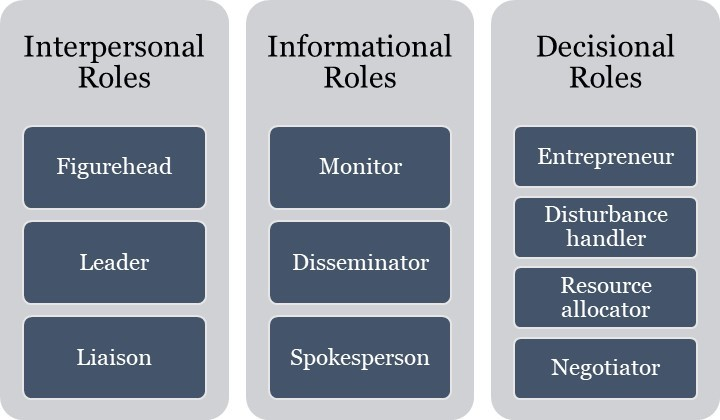 Interpersonal
Roles
Figurehead
Leader
Liaison
Informational
Roles
Monitor
Disseminator
Spokesperson
Decisional
Roles
Entrepreneur
Disturbance
handler
Resource
allocator
Negotiator